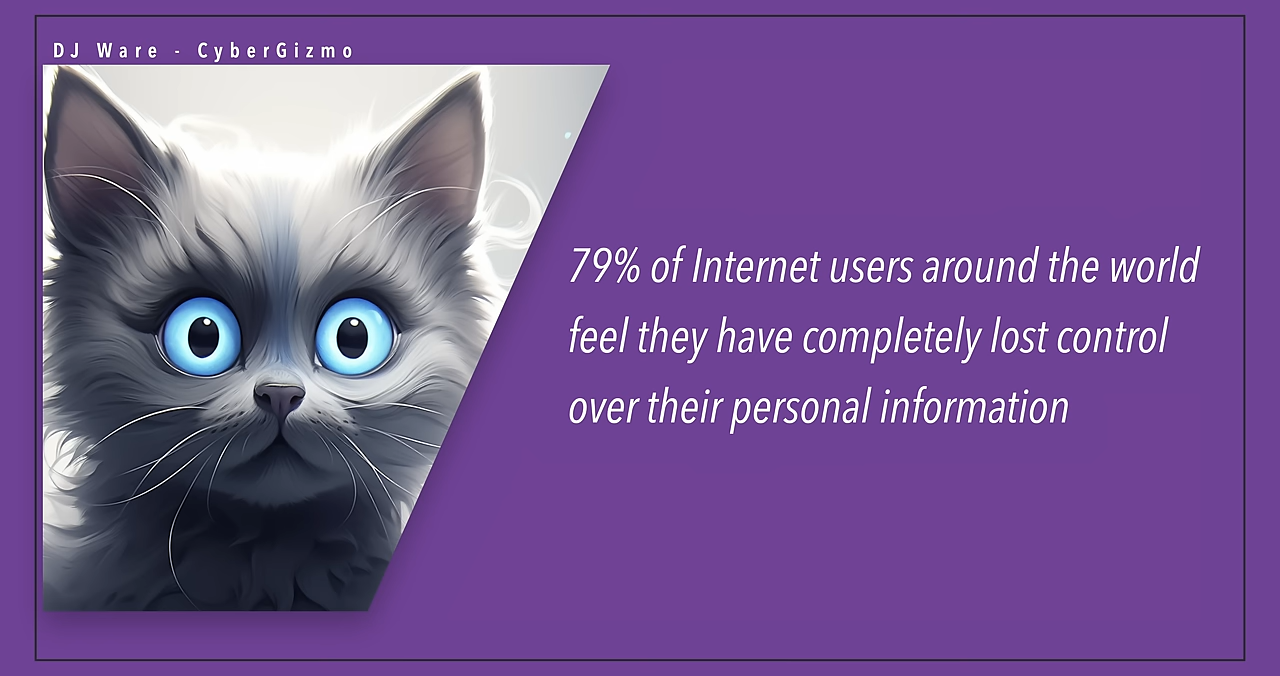 DJ Ware - CyberGizmo
79% of Internet users around the world
feel they have completely lost control
over their personal information